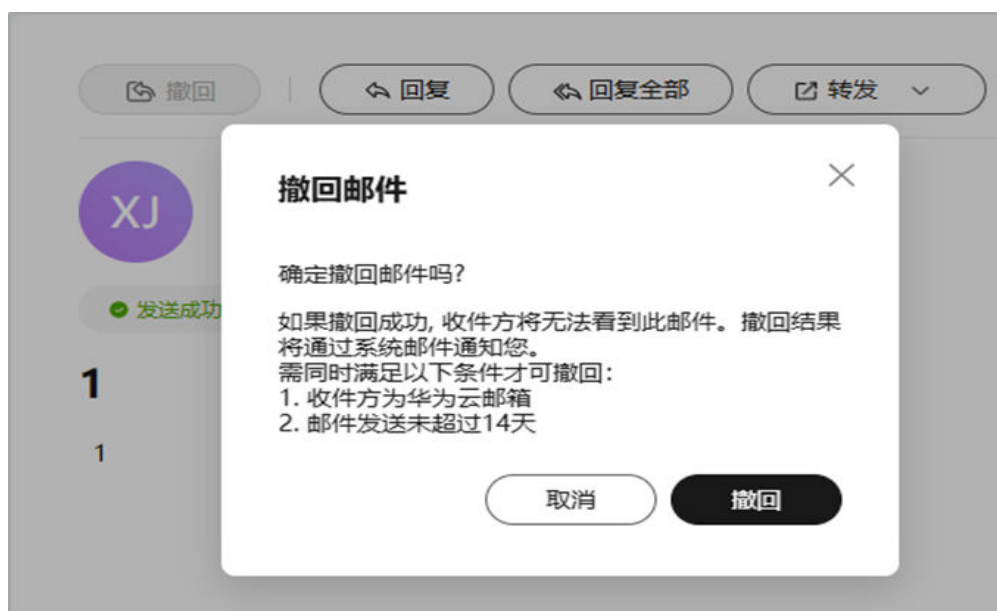 撤回 回复 回复全部 转发
XJ
发送成功
1
1
撤回邮件
确定撤回邮件吗?
如果撤回成功, 收件方将无法看到此邮件。撤回结果
将通过系统邮件通知您。
需同时满足以下条件才可撤回:
1. 收件方为华为云邮箱
2. 邮件发送未超过14天
取消 撤回